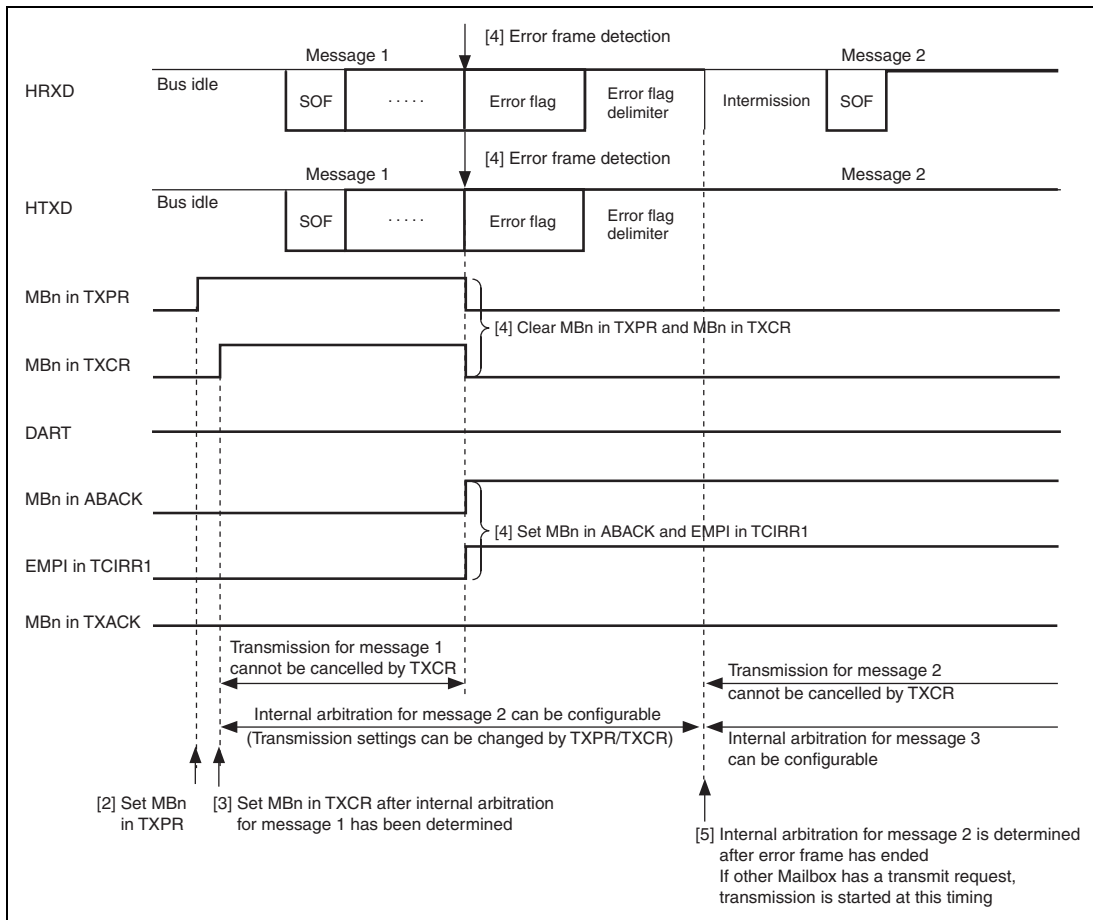 [4] Error frame detection
Message 1
Message 2
HRXD
Bus idle
SOF
.....
Error flag
Error flag
delimiter
Intermission
SOF
[4] Error frame detection
Message 1
Message 2
HTXD
Bus idle
SOF
.....
Error flag
Error flag
delimiter
MBn in TXPR
[4] Clear MBn in TXPR and MBn in TXCR
MBn in TXCR
DART
MBn in ABACK
[4] Set MBn in ABACK and EMPI in TCIRR1
EMPI in TCIRR1
MBn in TXACK
Transmission for message 1
cannot be cancelled by TXCR
Transmission for message 2
cannot be cancelled by TXCR
Internal arbitration for message 2 can be configurable
(Transmission settings can be changed by TXPR/TXCR)
Internal arbitration for message 3
can be configurable
[2] Set MBn
in TXPR
[3] Set MBn in TXCR after internal arbitration
for message 1 has been determined
[5] Internal arbitration for message 2 is determined
after error frame has ended
If other Mailbox has a transmit request,
transmission is started at this timing